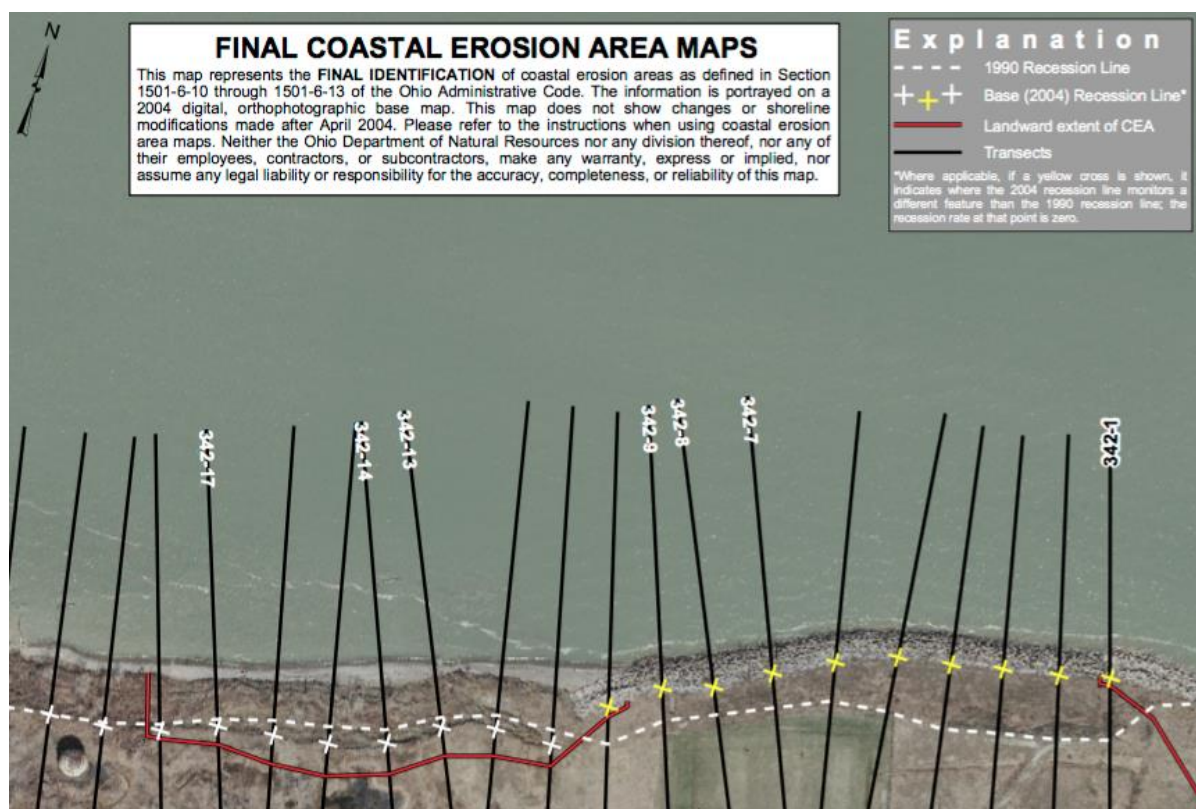 N
FINAL COASTAL EROSION AREA MAPS
This map represents the FINAL IDENTIFICATION of coastal erosion areas as defined in Section
1501-6-10 through 1501-6-13 of the Ohio Administrative Code. The information is portrayed on a
2004 digital, orthophotographic base map. This map does not show changes or shoreline
modifications made after April 2004. Please refer to the instructions when using coastal erosion
area maps. Neither the Ohio Department of Natural Resources nor any division thereof, nor any of
their employees, contractors, or subcontractors, make any warranty, express or implied, nor
assume any legal liability or responsibility for the accuracy, completeness, or reliability of this map.
Explanation
1990 Recession Line
Base (2004) Recession Line*
Landward extent of CEA
Transects
*Where applicable, if a yellow cross is shown, it
indicates where the 2004 recession line monitors a
different feature than the 1990 recession line; the
recession rate at that point is zero.
342-17
342-14
342-13
342-9
342-8
342-7
342-1